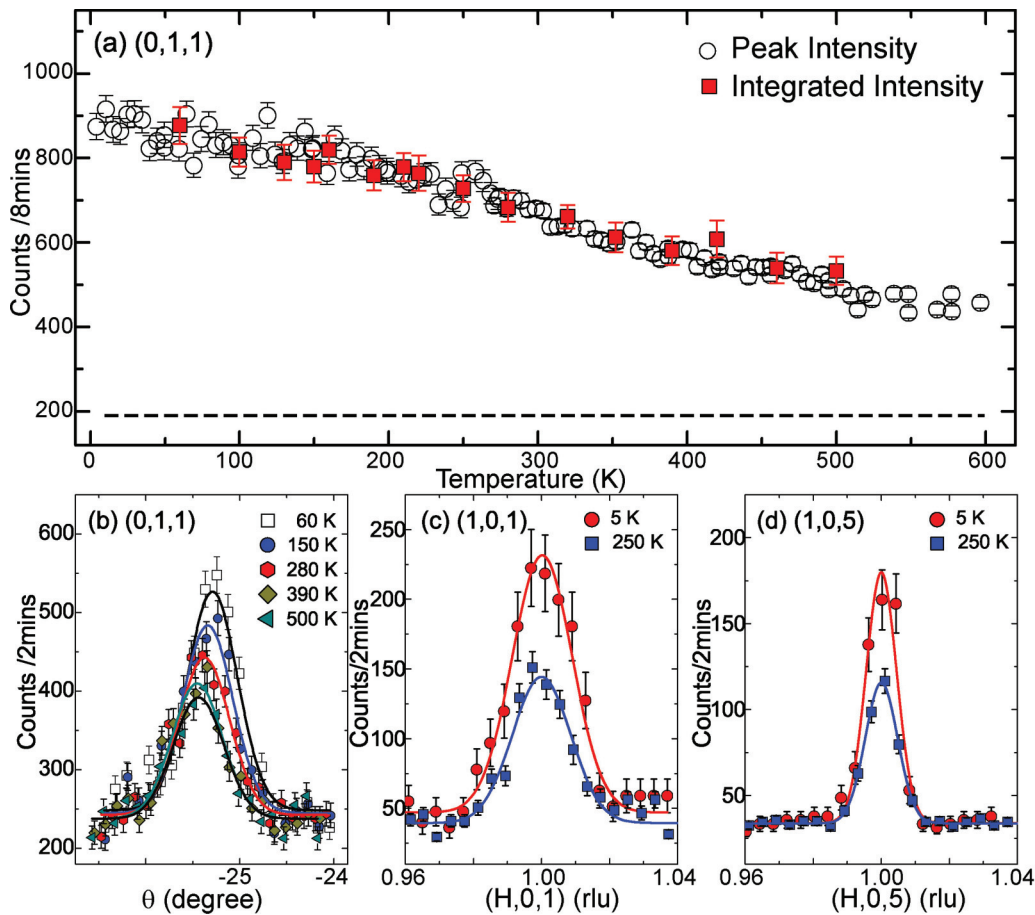 (a) (0,1,1)
Peak Intensity
Integrated Intensity
Counts /8mins
1000
800
600
400
200
0 100 200 300 400 500 600
Temperature (K)
(b) (0,1,1)
60 K
150 K
280 K
390 K
500 K
Counts /2mins
600
500
400
300
200
-25 -24
θ (degree)
(c) (1,0,1)
5 K
250 K
Counts/2mins
250
200
150
100
50
0.96 1.00 1.04
(H,0,1) (rlu)
(d) (1,0,5)
5 K
250 K
Counts/2mins
200
150
100
50
0.96 1.00 1.04
(H,0,5) (rlu)